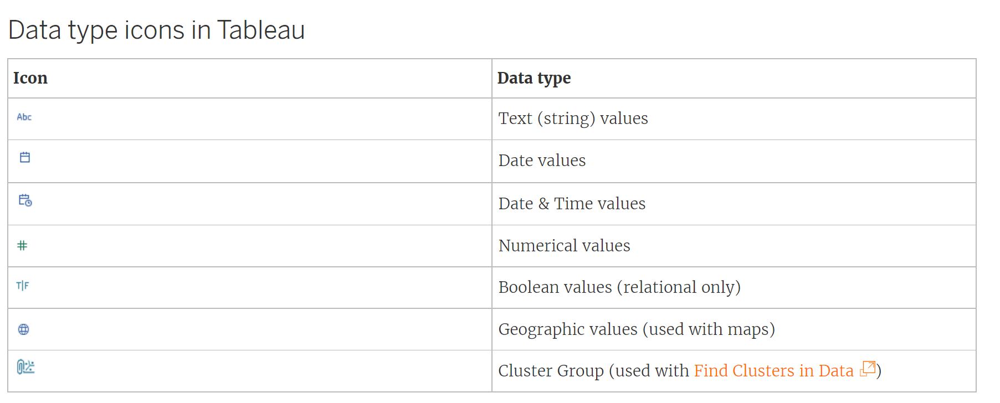 Data type icons in Tableau
Icon Data type
Abc Text (string) values
Date values
Date & Time values
# Numerical values
T|F Boolean values (relational only)
Geographic values (used with maps)
Cluster Group (used with Find Clusters in Data )